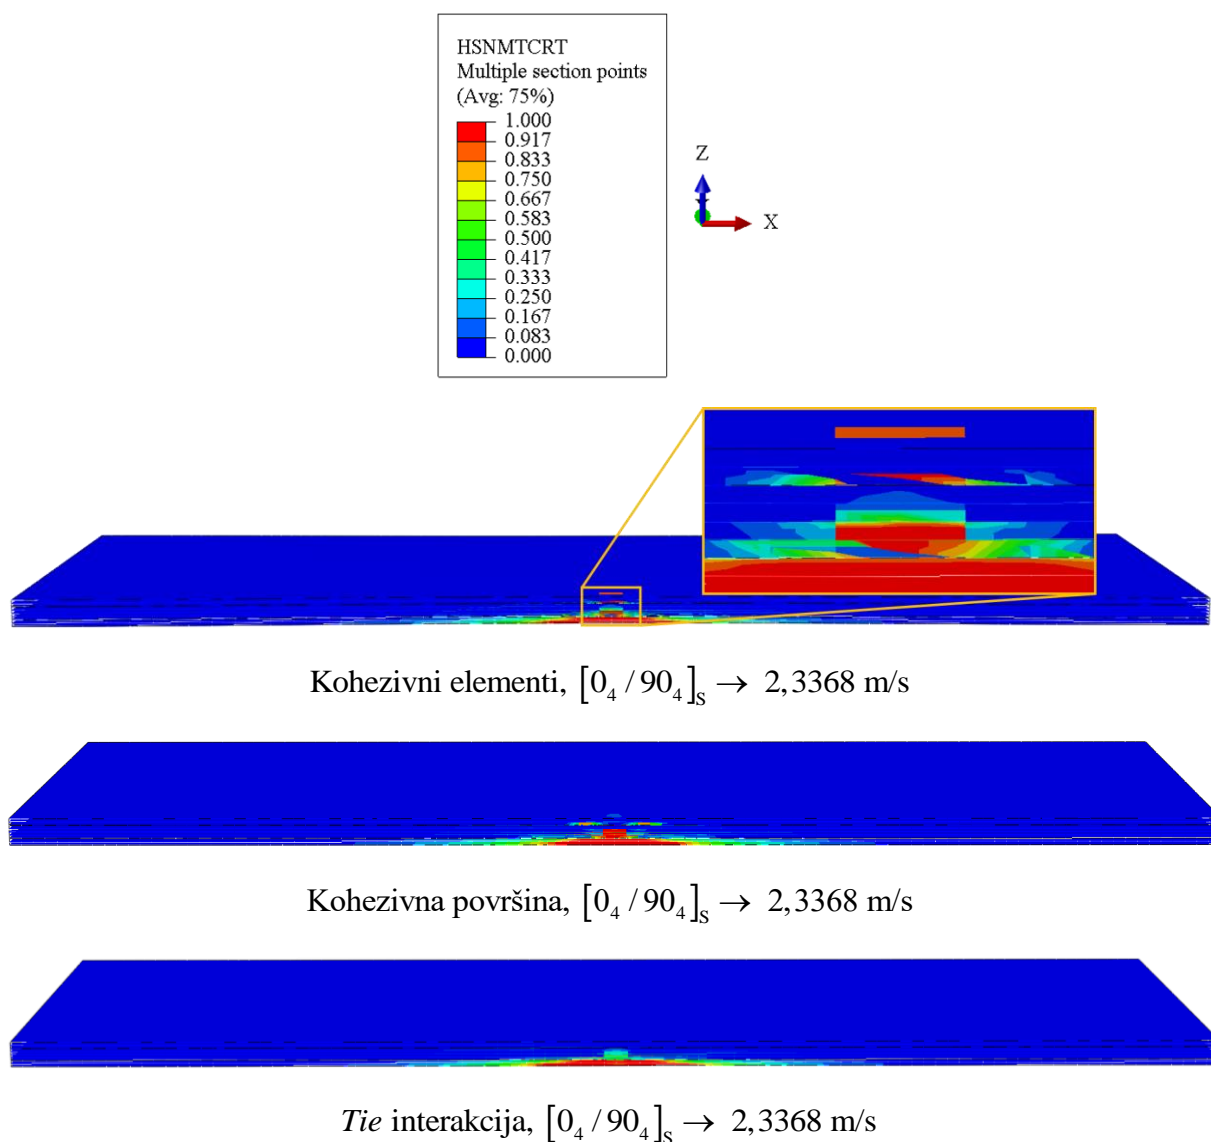 HSNMTCRT
Multiple section points
(Avg: 75%)
1.000
0.917
0.833
0.750
0.667
0.583
0.500
0.417
0.333
0.250
0.167
0.083
0.000
Z
X
Kohezivni elementi, [0₄ / 90₄]ₛ → 2,3368 m/s
Kohezivna površina, [0₄ / 90₄]ₛ → 2,3368 m/s
Tie interakcija, [0₄ / 90₄]ₛ → 2,3368 m/s